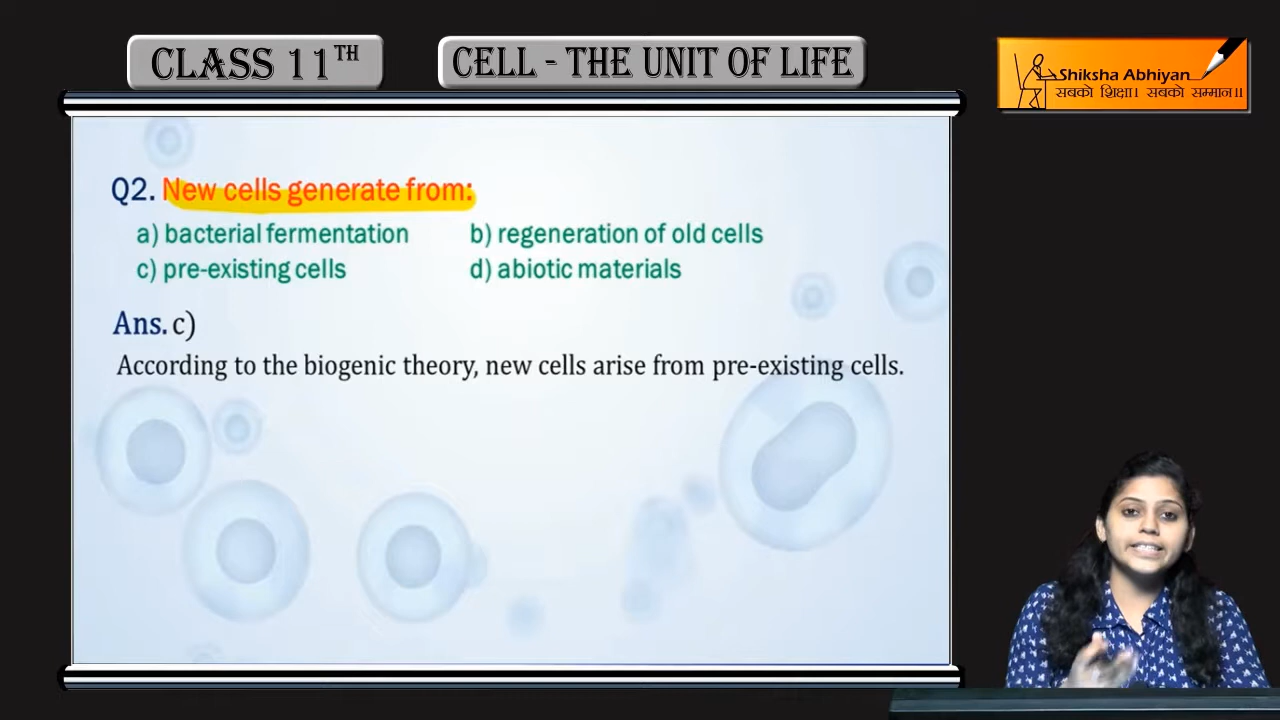 CLASS 11TH
CELL - THE UNIT OF LIFE
Shiksha Abhiyan
सबको शिक्षा। सबको सम्मान॥
Q2. New cells generate from:
a) bacterial fermentation b) regeneration of old cells
c) pre-existing cells d) abiotic materials
Ans. c)
According to the biogenic theory, new cells arise from pre-existing cells.